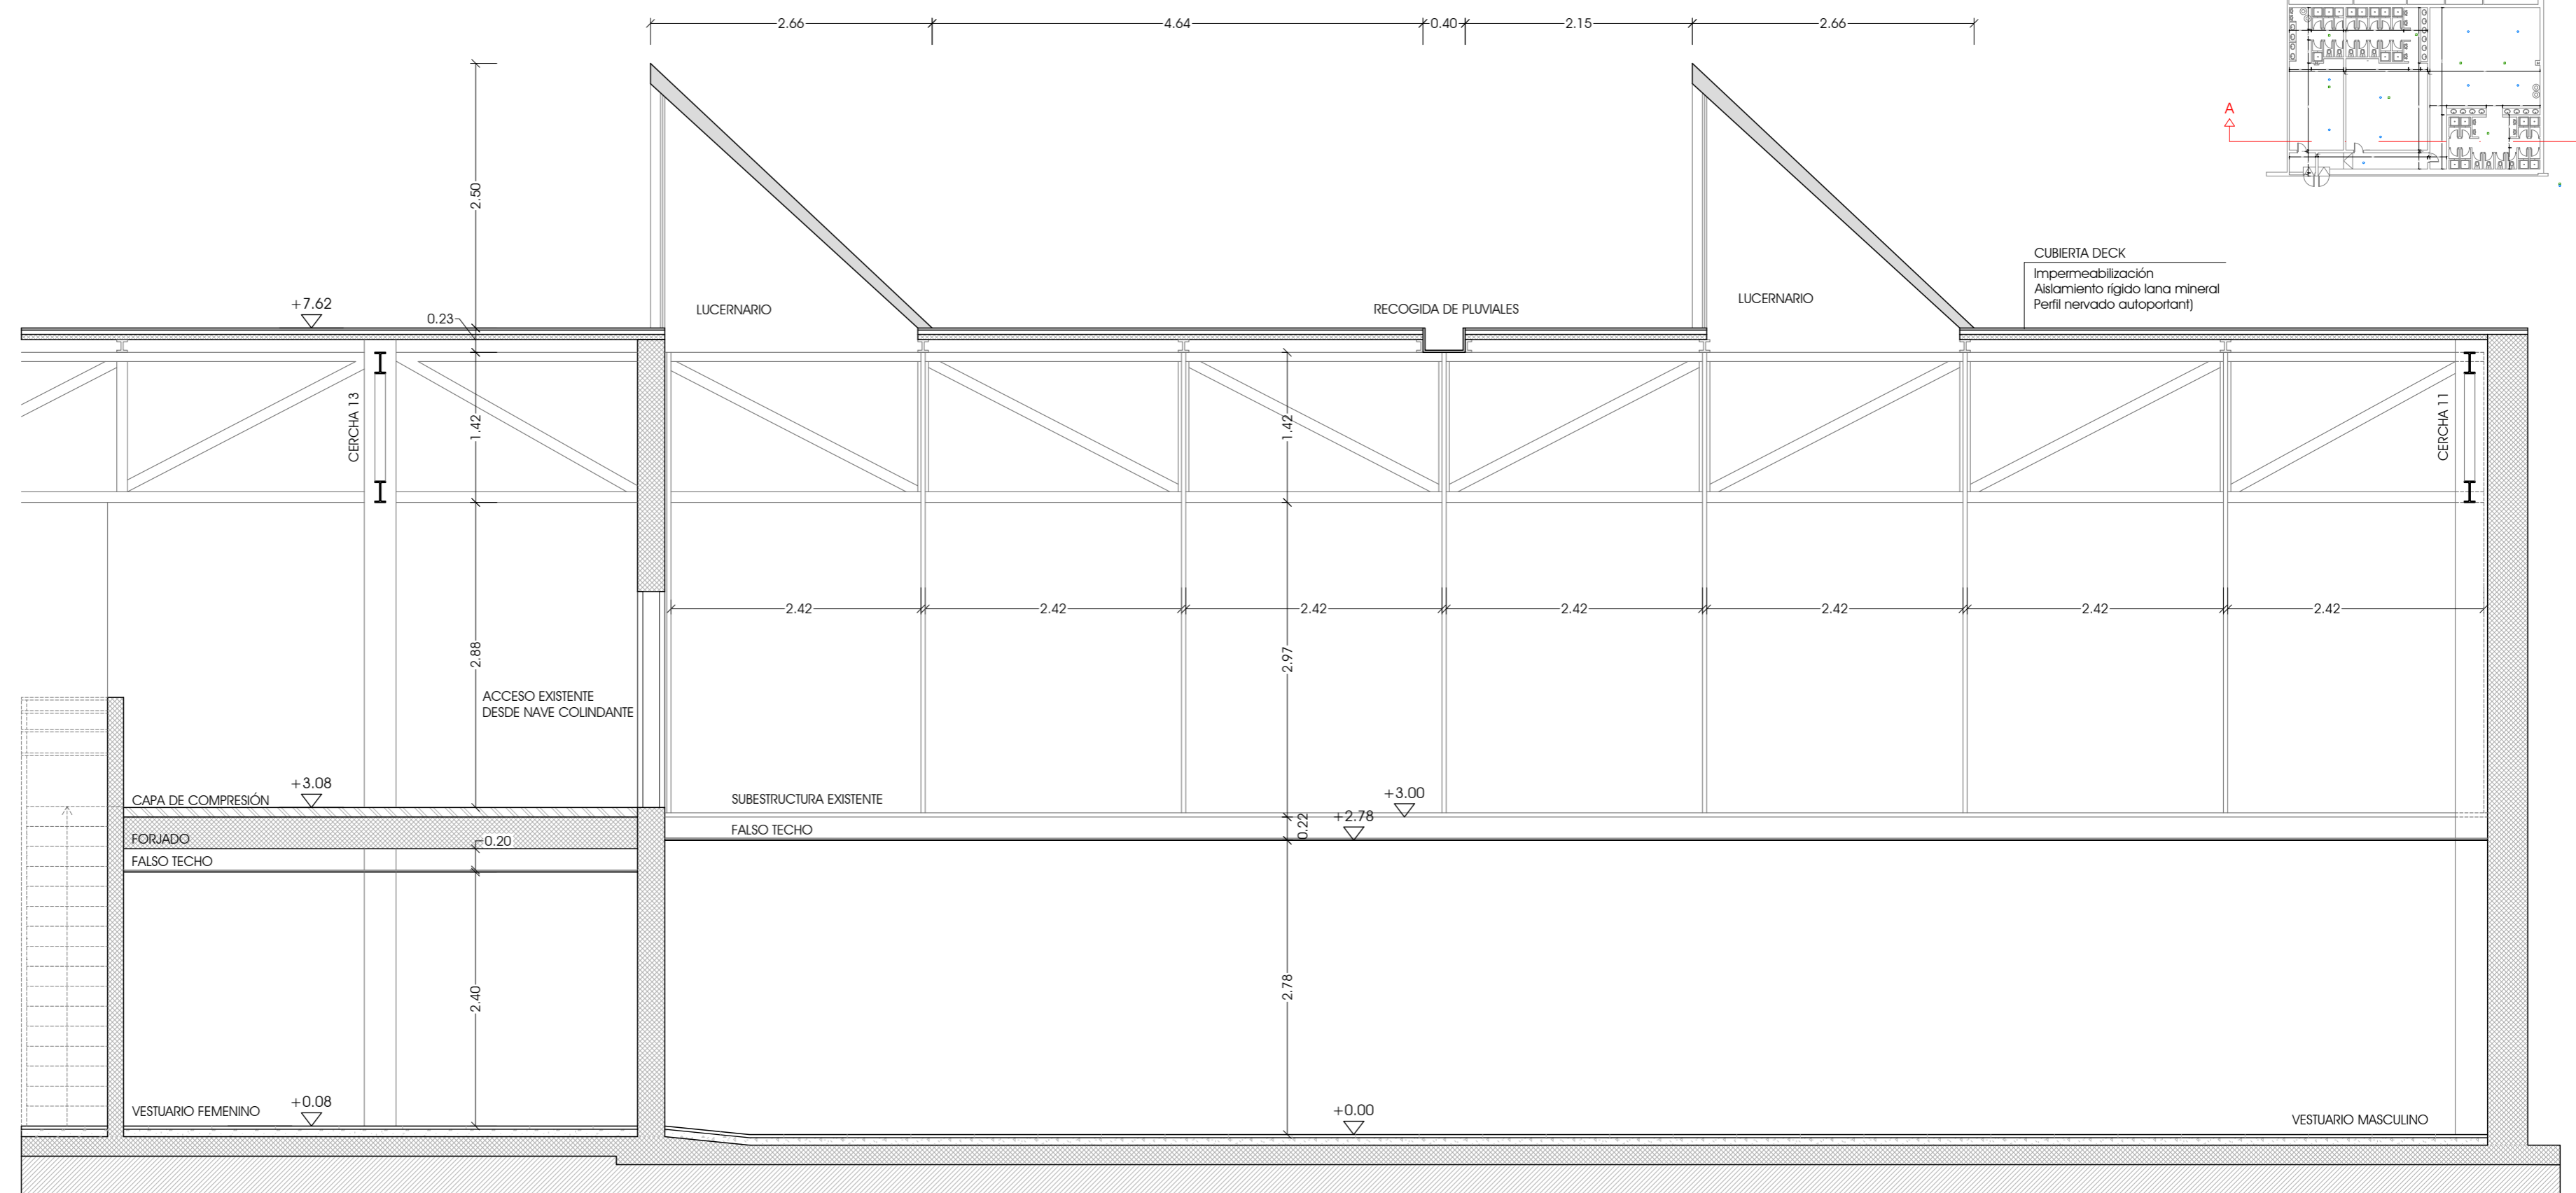 2.66
4.64
0.40
2.15
2.66
A
2.50
CUBIERTA DECK
Impermeabilización
Aislamiento rígido lana mineral
Perfil nervado autoportant)
LUCERNARIO
LUCERNARIO
RECOGIDA DE PLUVIALES
+7.62
0.23
CERCHA 13
1.42
1.42
CERCHA 11
2.42
2.42
2.42
2.42
2.42
2.42
2.42
2.88
2.97
ACCESO EXISTENTE
DESDE NAVE COLINDANTE
+3.08
CAPA DE COMPRESIÓN
SUBESTRUCTURA EXISTENTE
+3.00
+2.78
0.22
FALSO TECHO
FORJADO
0.20
FALSO TECHO
2.40
2.78
VESTUARIO FEMENINO
+0.08
+0.00
VESTUARIO MASCULINO